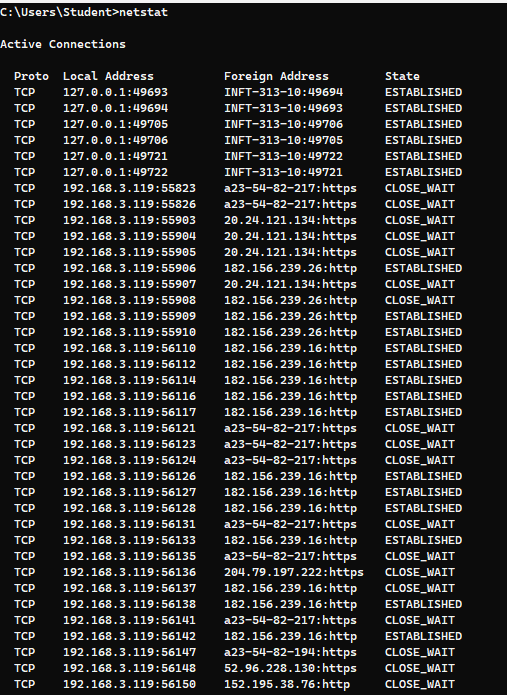 C:\Users\Student>netstat
Active Connections
Proto  Local Address          Foreign Address        State
TCP    127.0.0.1:49693        INFT-313-10:49694      ESTABLISHED
TCP    127.0.0.1:49694        INFT-313-10:49693      ESTABLISHED
TCP    127.0.0.1:49705        INFT-313-10:49706      ESTABLISHED
TCP    127.0.0.1:49706        INFT-313-10:49705      ESTABLISHED
TCP    127.0.0.1:49721        INFT-313-10:49722      ESTABLISHED
TCP    127.0.0.1:49722        INFT-313-10:49721      ESTABLISHED
TCP    192.168.3.119:55823    a23-54-82-217:https    CLOSE_WAIT
TCP    192.168.3.119:55826    a23-54-82-217:https    CLOSE_WAIT
TCP    192.168.3.119:55903    20.24.121.134:https    CLOSE_WAIT
TCP    192.168.3.119:55904    20.24.121.134:https    CLOSE_WAIT
TCP    192.168.3.119:55905    20.24.121.134:https    CLOSE_WAIT
TCP    192.168.3.119:55906    182.156.239.26:http    ESTABLISHED
TCP    192.168.3.119:55907    20.24.121.134:https    CLOSE_WAIT
TCP    192.168.3.119:55908    182.156.239.26:http    CLOSE_WAIT
TCP    192.168.3.119:55909    182.156.239.26:http    ESTABLISHED
TCP    192.168.3.119:55910    182.156.239.26:http    ESTABLISHED
TCP    192.168.3.119:56110    182.156.239.16:http    ESTABLISHED
TCP    192.168.3.119:56112    182.156.239.16:http    ESTABLISHED
TCP    192.168.3.119:56114    182.156.239.16:http    ESTABLISHED
TCP    192.168.3.119:56116    182.156.239.16:http    ESTABLISHED
TCP    192.168.3.119:56117    182.156.239.16:http    ESTABLISHED
TCP    192.168.3.119:56121    a23-54-82-217:https    CLOSE_WAIT
TCP    192.168.3.119:56123    a23-54-82-217:https    CLOSE_WAIT
TCP    192.168.3.119:56124    a23-54-82-217:https    CLOSE_WAIT
TCP    192.168.3.119:56126    182.156.239.16:http    ESTABLISHED
TCP    192.168.3.119:56127    182.156.239.16:http    ESTABLISHED
TCP    192.168.3.119:56128    182.156.239.16:http    ESTABLISHED
TCP    192.168.3.119:56131    a23-54-82-217:https    CLOSE_WAIT
TCP    192.168.3.119:56133    182.156.239.16:http    ESTABLISHED
TCP    192.168.3.119:56135    a23-54-82-217:https    CLOSE_WAIT
TCP    192.168.3.119:56136    204.79.197.222:https   CLOSE_WAIT
TCP    192.168.3.119:56137    182.156.239.16:http    CLOSE_WAIT
TCP    192.168.3.119:56138    182.156.239.16:http    ESTABLISHED
TCP    192.168.3.119:56141    a23-54-82-217:https    CLOSE_WAIT
TCP    192.168.3.119:56142    182.156.239.16:http    ESTABLISHED
TCP    192.168.3.119:56147    a23-54-82-194:https    CLOSE_WAIT
TCP    192.168.3.119:56148    52.96.228.130:https    CLOSE_WAIT
TCP    192.168.3.119:56150    152.195.38.76:http     CLOSE_WAIT